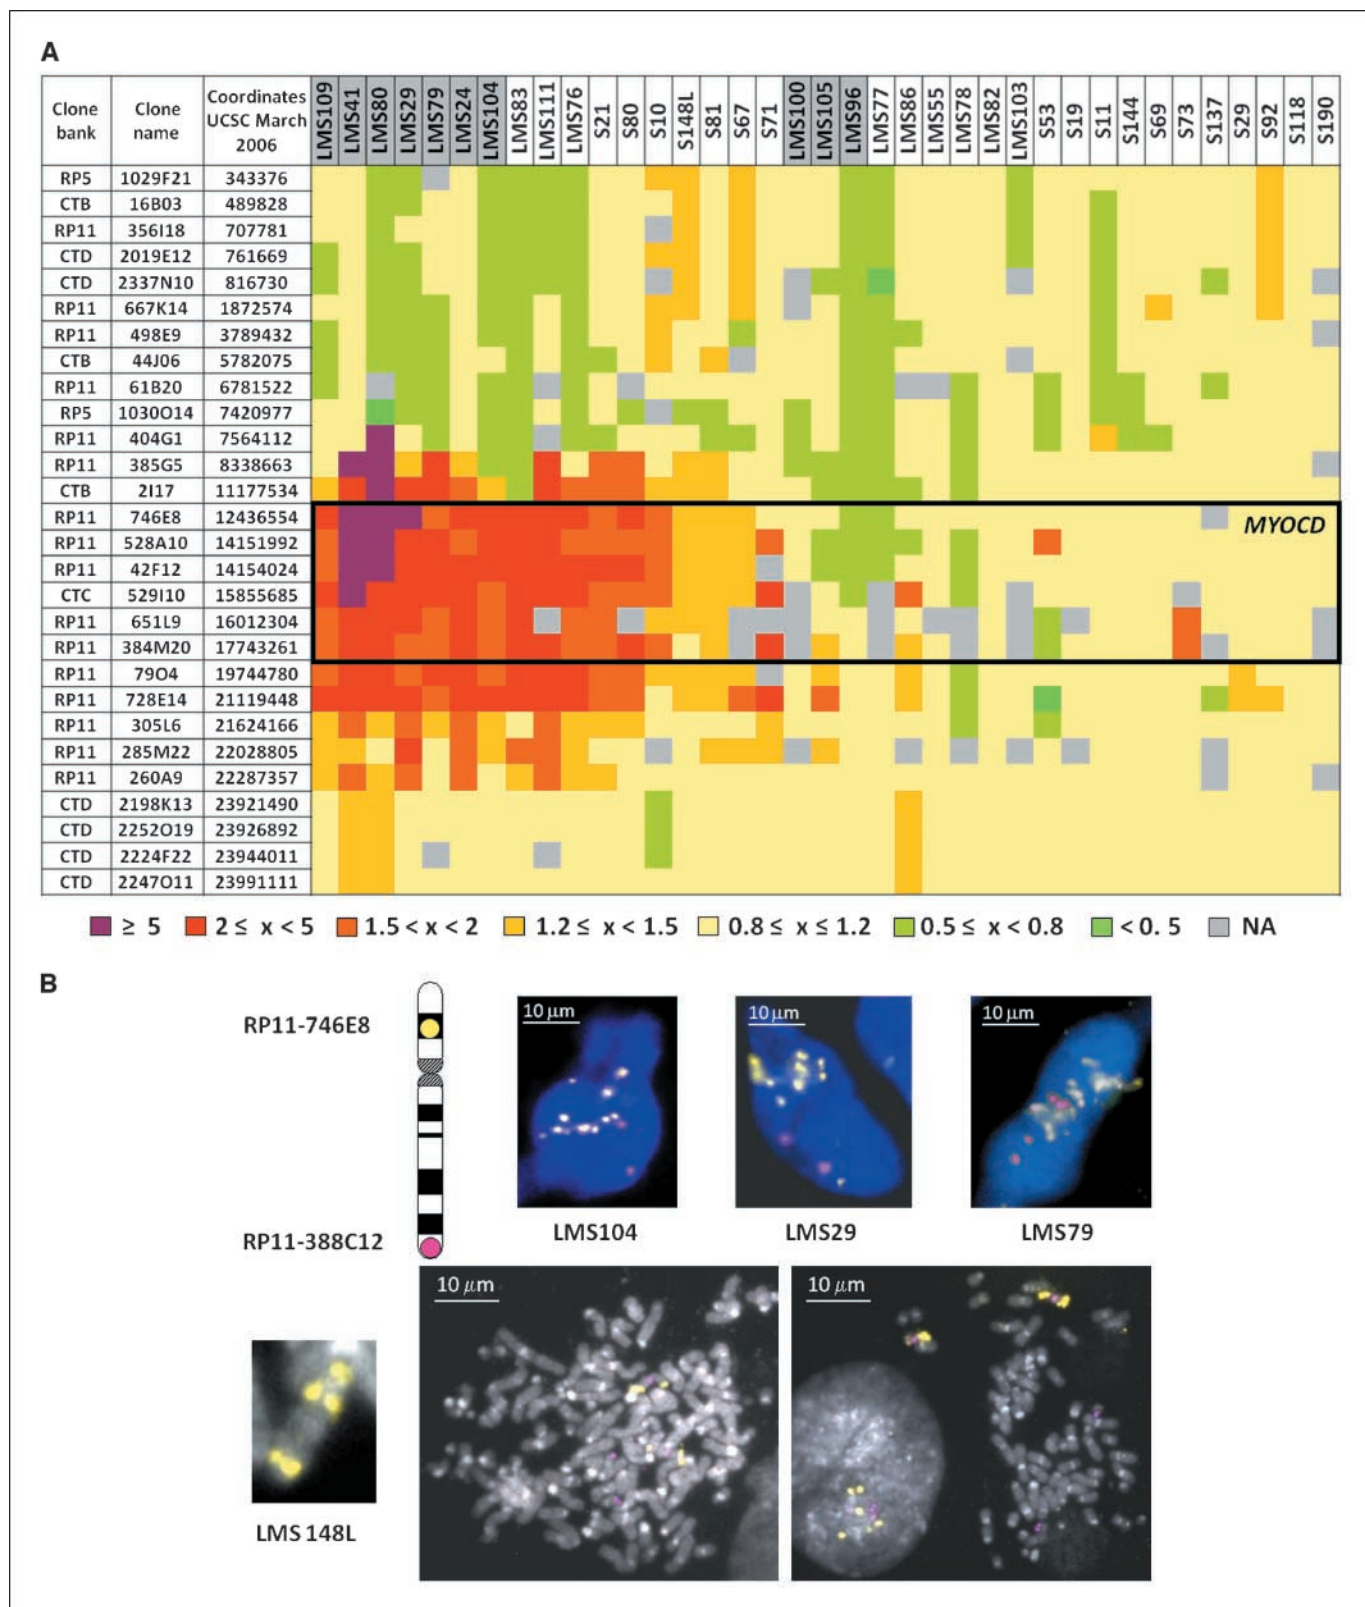 A
Clone bank Clone name Coordinates UCSC March 2006 LMS109 LMS41 LMS80 LMS29 LMS79 LMS24 LMS104 LMS83 LMS111 LMS76 S21 S80 S10 S148L S81 S67 S71 LMS100 LMS105 LMS96 LMS77 LMS86 LMS55 LMS78 LMS82 LMS103 S53 S19 S11 S144 S69 S73 S137 S29 S92 S118 S190
RP5 1029F21 343376
CTB 16B03 489828
RP11 356I18 707781
CTD 2019E12 761669
CTD 2337N10 816730
RP11 667K14 1872574
RP11 498E9 3789432
CTB 44J06 5782075
RP11 61B20 6781522
RP5 1030O14 7420977
RP11 404G1 7564112
RP11 385G5 8338663
CTB 2I17 11177534
RP11 746E8 12436554 MYOCD
RP11 528A10 14151992
RP11 42F12 14154024
CTC 529I10 15855685
RP11 651L9 16012304
RP11 384M20 17743261
RP11 79O4 19744780
RP11 728E14 21119448
RP11 305L6 21624166
RP11 285M22 22028805
RP11 260A9 22287357
CTD 2198K13 23921490
CTD 2252O19 23926892
CTD 2224F22 23944011
CTD 2247O11 23991111
≥ 5 2 ≤ x < 5 1.5 < x < 2 1.2 ≤ x < 1.5 0.8 ≤ x ≤ 1.2 0.5 ≤ x < 0.8 < 0. 5 NA
B
RP11-746E8
10 μm 10 μm 10 μm
RP11-388C12
LMS104 LMS29 LMS79
10 μm 10 μm
LMS 148L